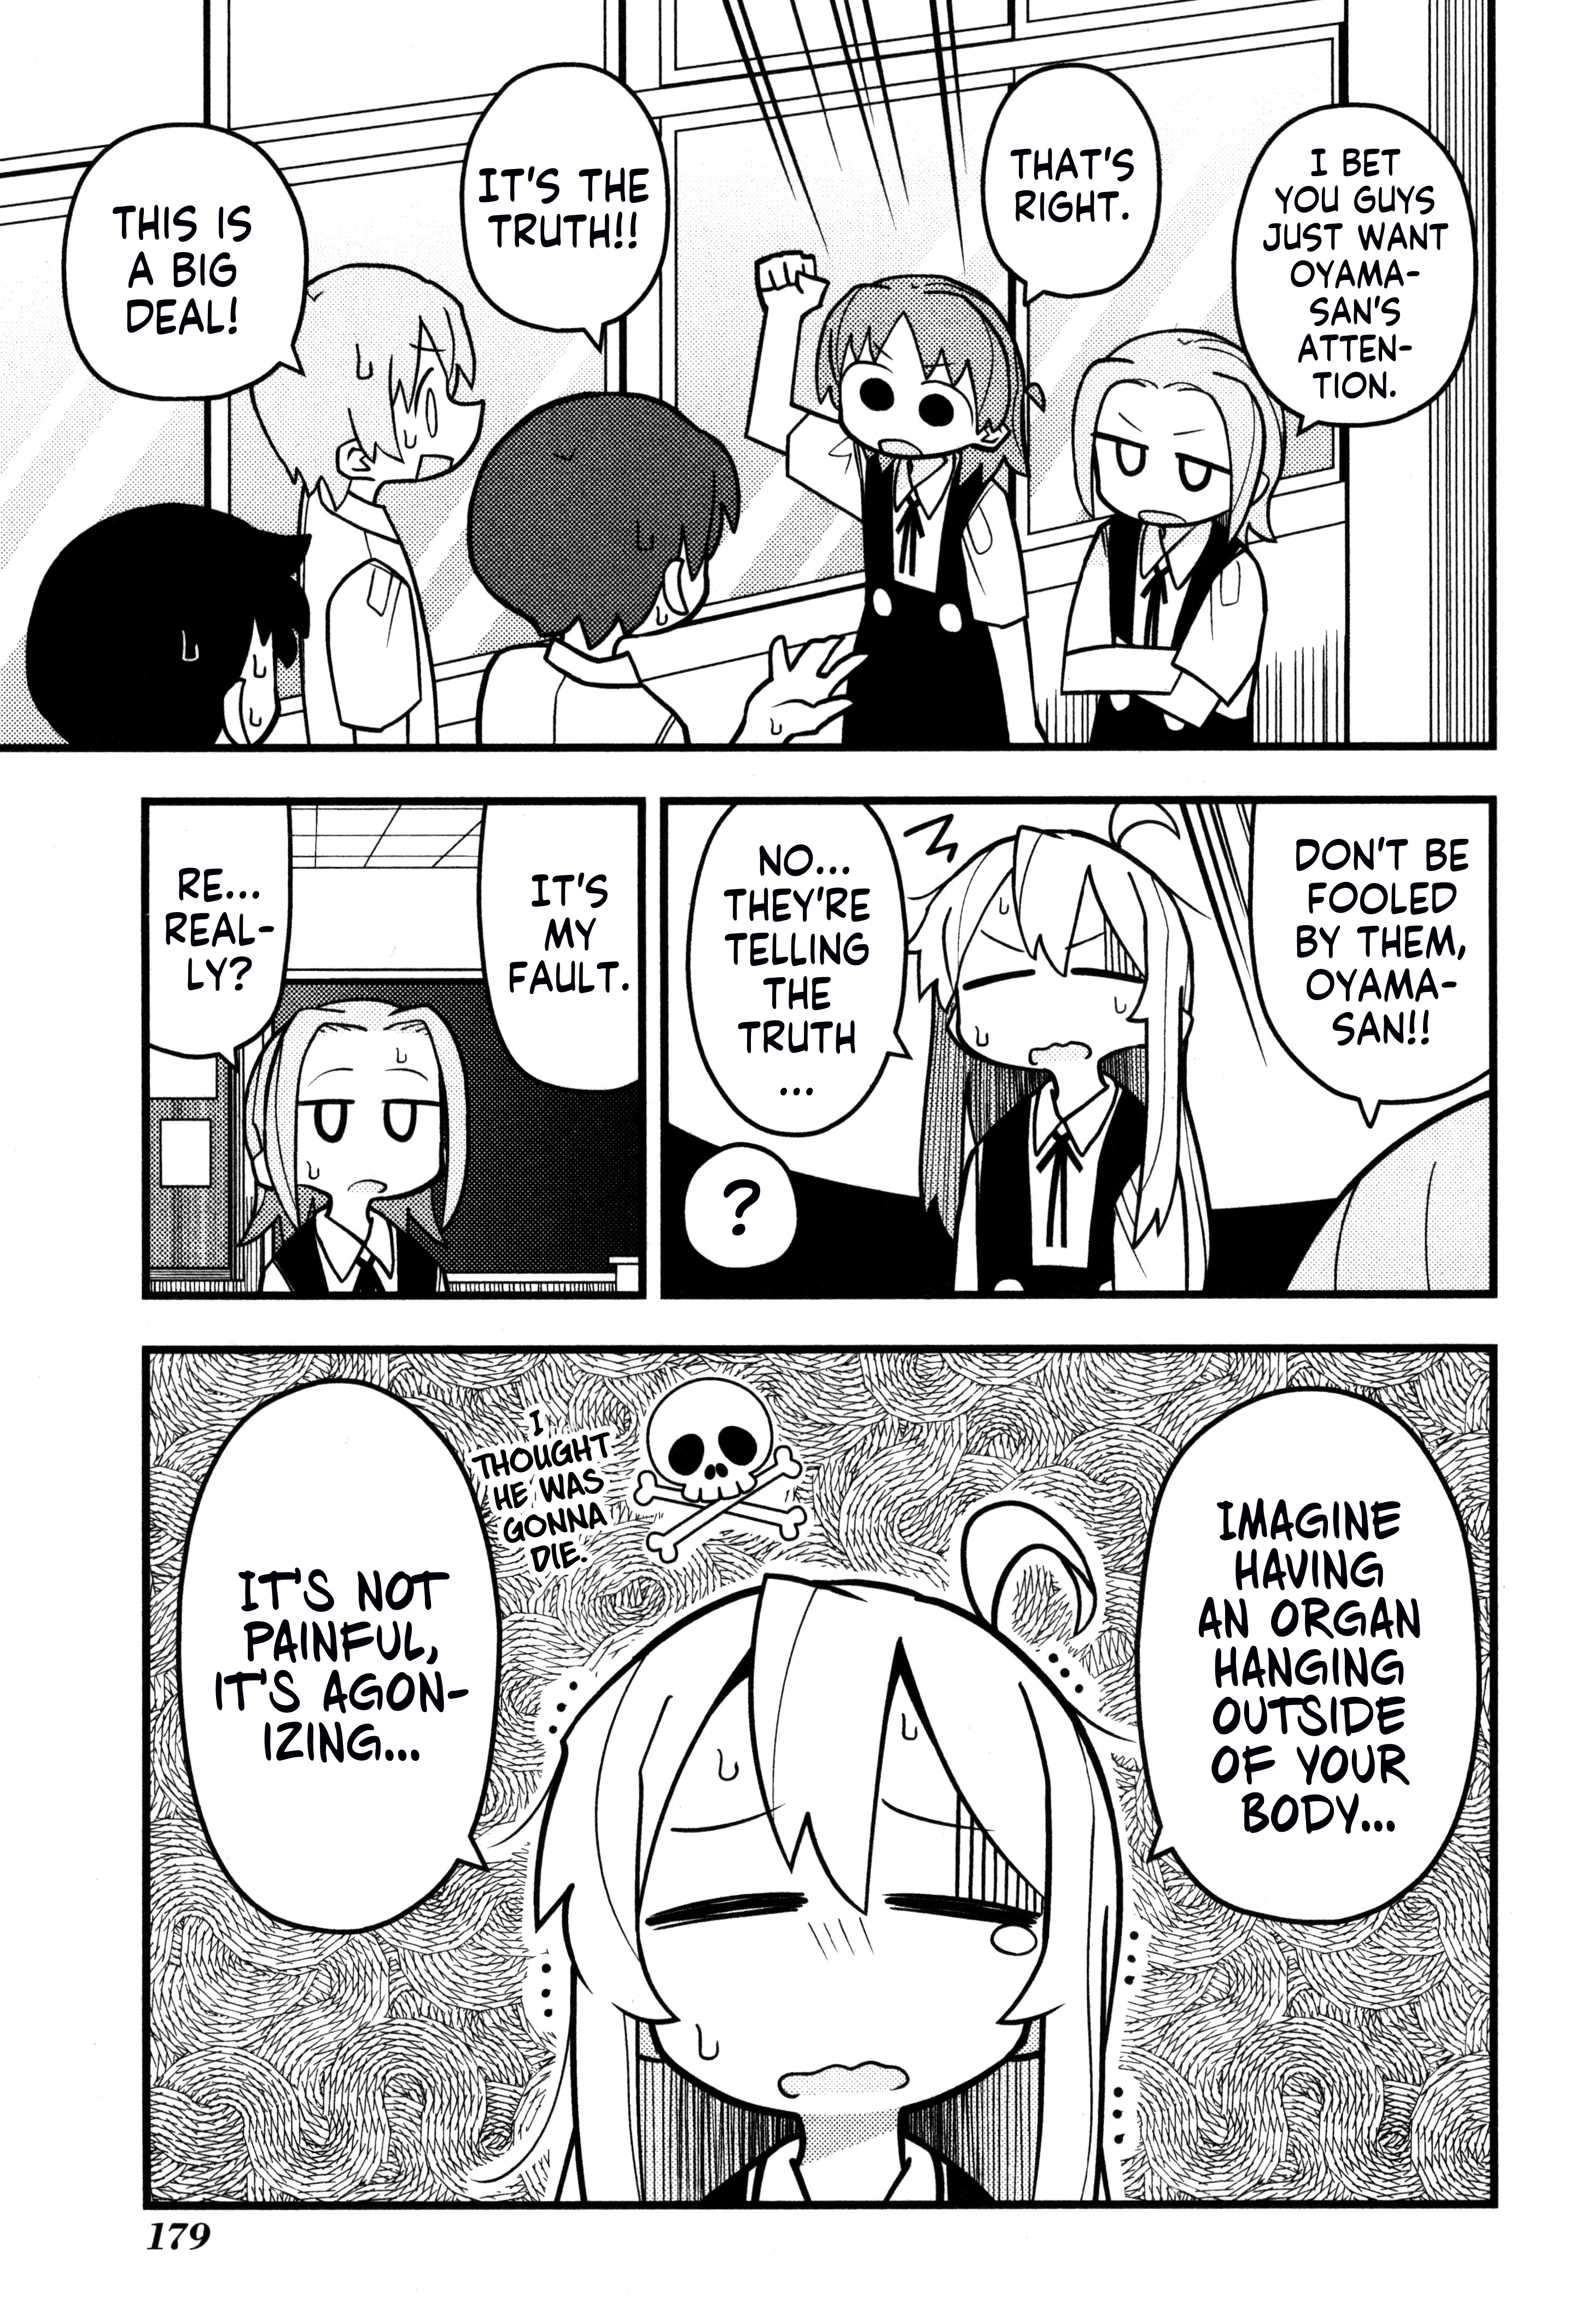 I BET
YOU GUYS
JUST WANT
OYAMA-
SAN'S
ATTEN-
TION.
THAT'S
RIGHT.
IT'S THE
TRUTH!!
THIS IS
A BIG
DEAL!
DON'T BE
FOOLED
BY THEM,
OYAMA-
SAN!!
NO...
THEY'RE
TELLING
THE
TRUTH
...
?
IT'S
MY
FAULT.
RE...
REAL-
LY?
IMAGINE
HAVING
AN ORGAN
HANGING
OUTSIDE
OF YOUR
BODY...
I
THOUGHT
HE WAS
GONNA
DIE.
IT'S NOT
PAINFUL,
IT'S AGON-
IZING...
179